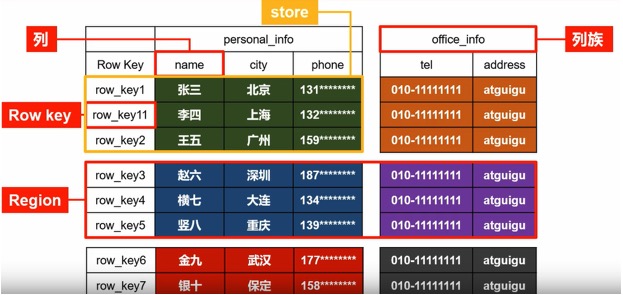 store
列
personal_info
office_info
列族
Row Key name city phone tel address
row_key1 张三 北京 131******** 010-11111111 atguigu
Row key
row_key11 李四 上海 132******** 010-11111111 atguigu
row_key2 王五 广州 159******** 010-11111111 atguigu
row_key3 赵六 深圳 187******** 010-11111111 atguigu
Region
row_key4 横七 大连 134******** 010-11111111 atguigu
row_key5 竖八 重庆 139******** 010-11111111 atguigu
row_key6 金九 武汉 177******** 010-11111111 atguigu
row_key7 银十 保定 158******** 010-11111111 atguigu